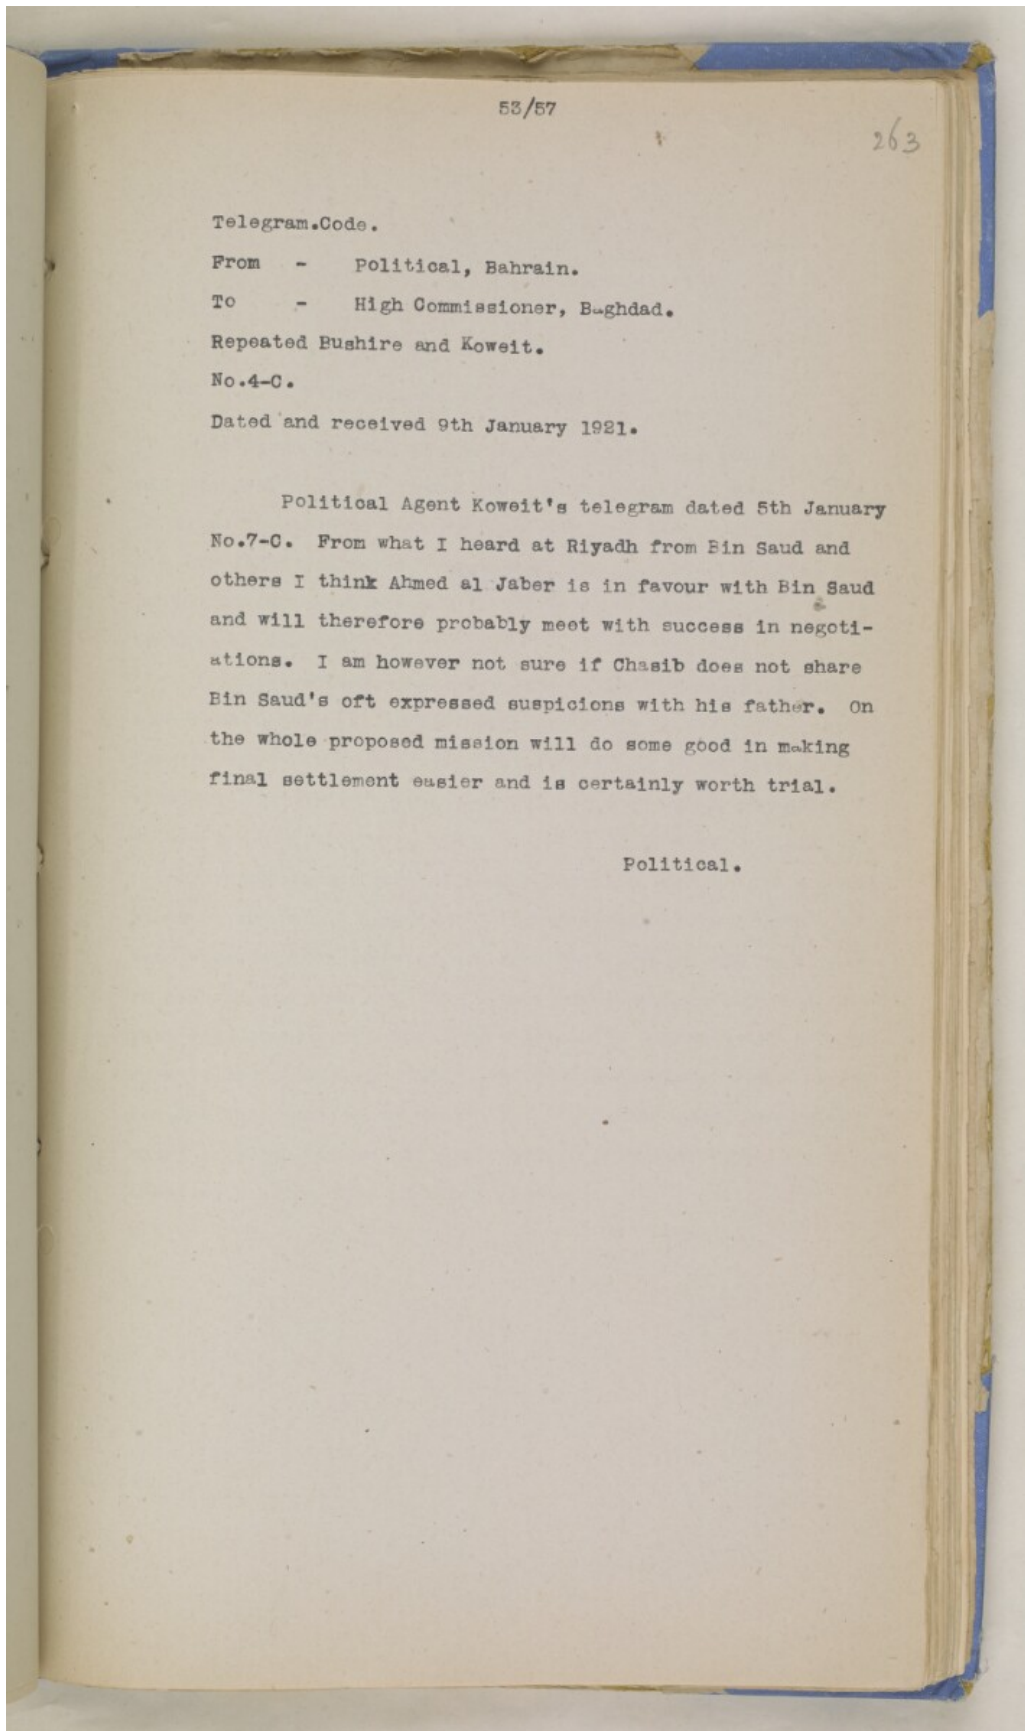 53/57
263
Telegram.Code.
From - Political, Bahrain.
To - High Commissioner, Baghdad.
Repeated Bushire and Koweit.
No.4-C.
Dated and received 9th January 1921.
Political Agent Koweit's telegram dated 5th January
No.7-C. From what I heard at Riyadh from Bin Saud and
others I think Ahmed al Jaber is in favour with Bin Saud
and will therefore probably meet with success in negoti-
ations. I am however not sure if Chasib does not share
Bin Saud's oft expressed suspicions with his father. On
the whole proposed mission will do some good in making
final settlement easier and is certainly worth trial.
Political.